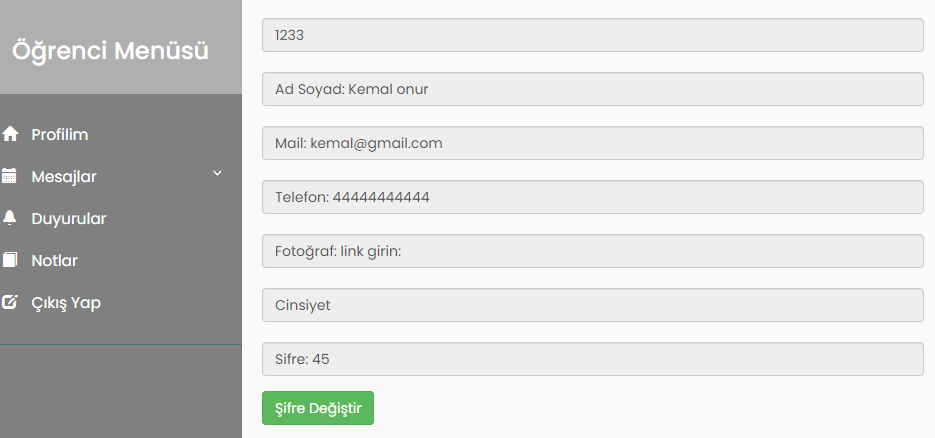 Öğrenci Menüsü
Profilim
Mesajlar
Duyurular
Notlar
Çıkış Yap
1233
Ad Soyad: Kemal onur
Mail: kemal@gmail.com
Telefon: 44444444444
Fotoğraf: link girin:
Cinsiyet
Sifre: 45
Şifre Değiştir